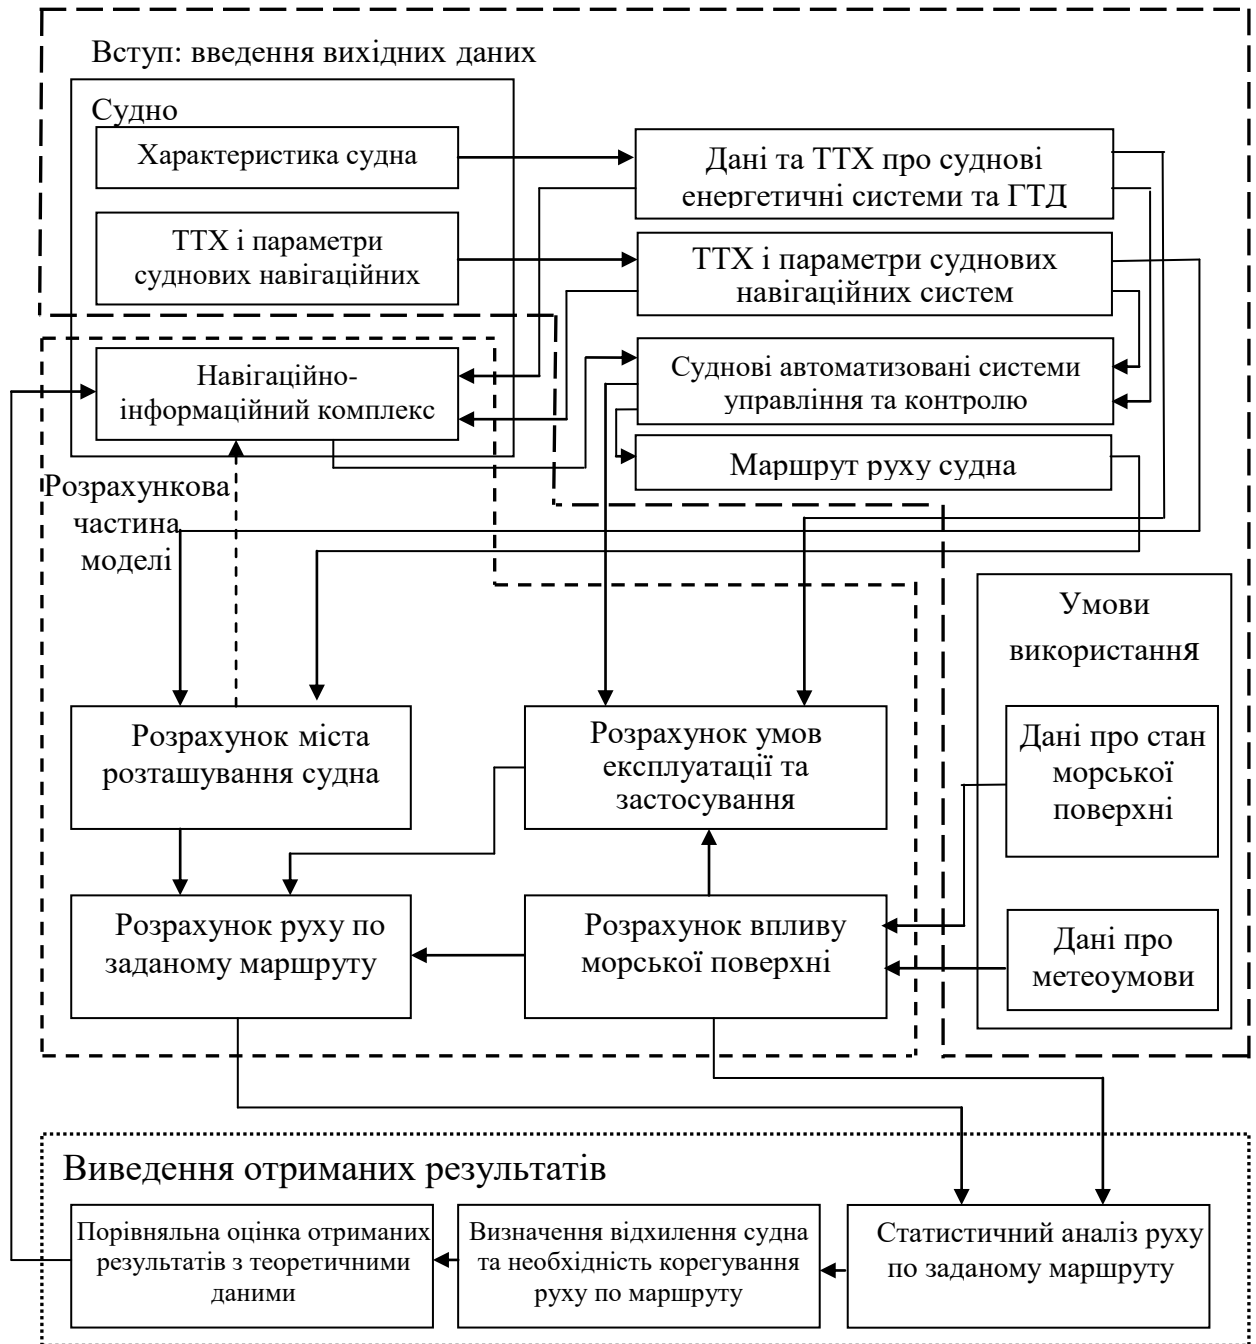 Вступ: введення вихідних даних
Судно
Характеристика судна
Дані та ТТХ про суднові
енергетичні системи та ГТД
ТТХ і параметри
суднових навігаційних
ТТХ і параметри суднових
навігаційних систем
Навігаційно-
інформаційний комплекс
Суднові автоматизовані системи
управління та контролю
Маршрут руху судна
Розрахункова
частина
моделі
Умови
використання
Розрахунок міста
розташування судна
Розрахунок умов
експлуатації та
застосування
Дані про стан
морської
поверхні
Розрахунок руху по
заданому маршруту
Розрахунок впливу
морської поверхні
Дані про
метеоумови
Виведення отриманих результатів
Порівняльна оцінка отриманих
результатів з теоретичними
даними
Визначення відхилення судна
та необхідність корегування
руху по маршруту
Статистичний аналіз руху
по заданому маршруту